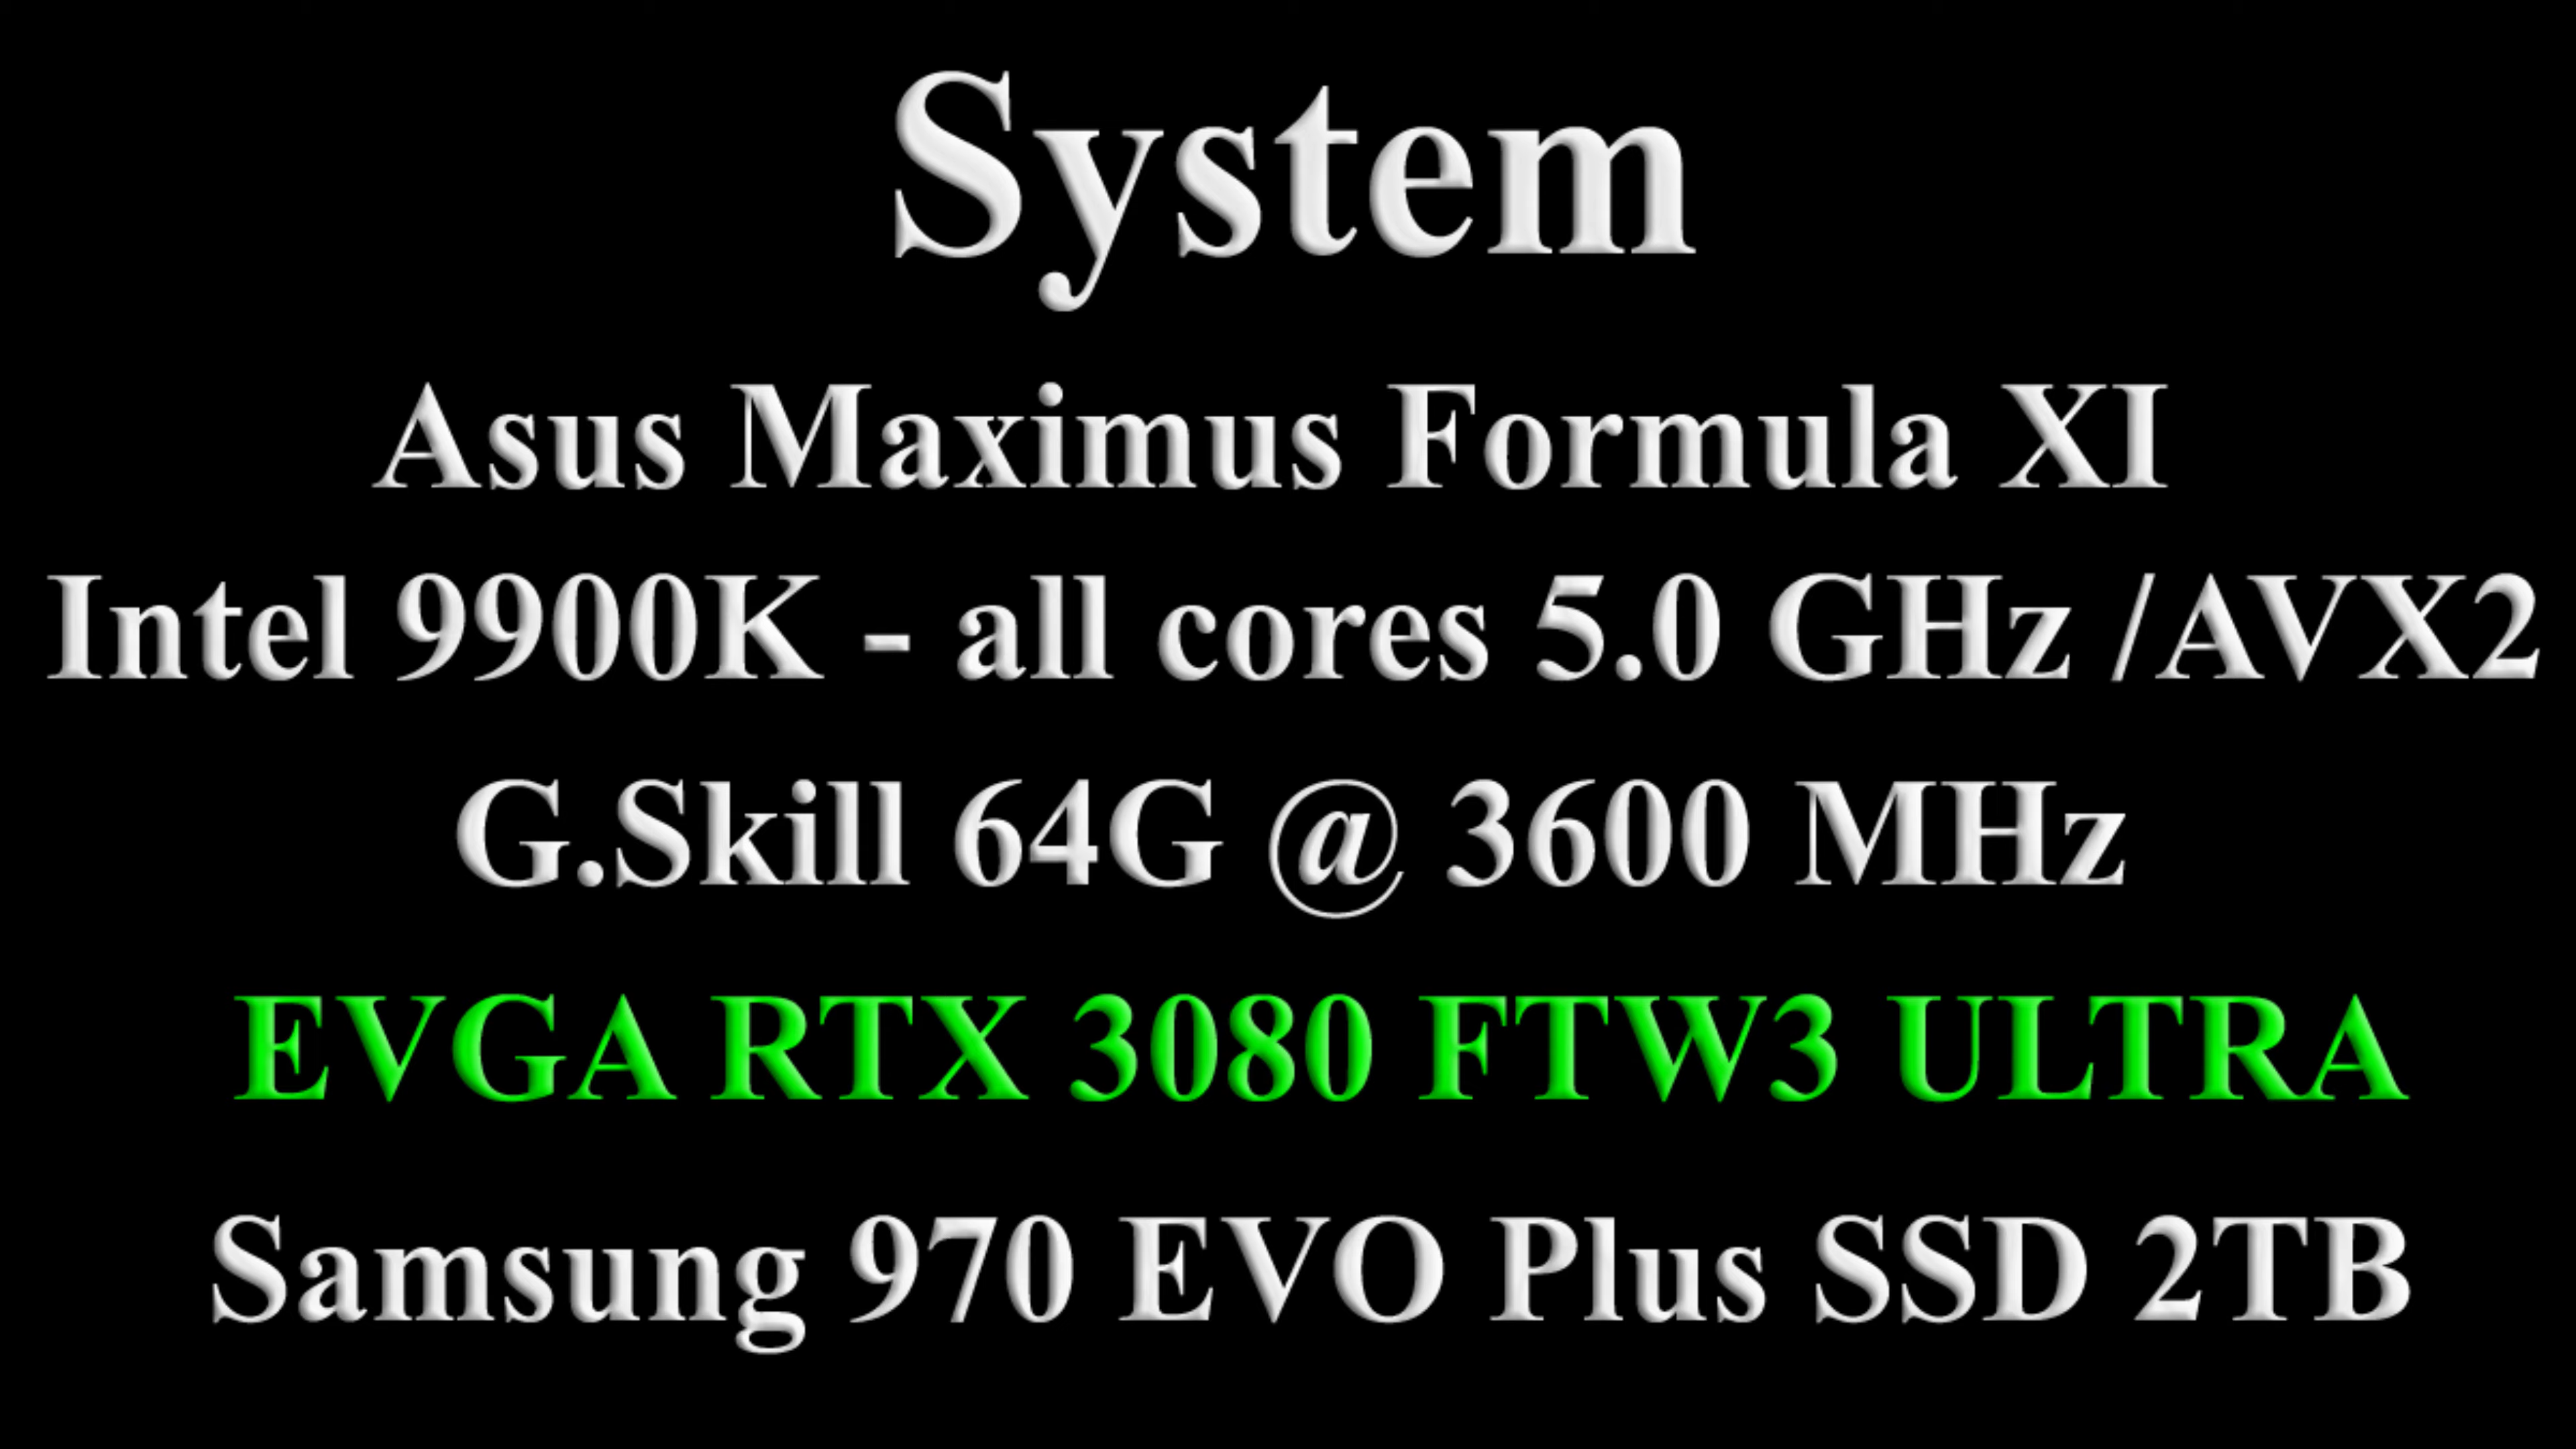 System
Asus Maximus Formula XI
Intel 9900K - all cores 5.0 GHz /AVX2
G.Skill 64G @ 3600 MHz
EVGA RTX 3080 FTW3 ULTRA
Samsung 970 EVO Plus SSD 2TB